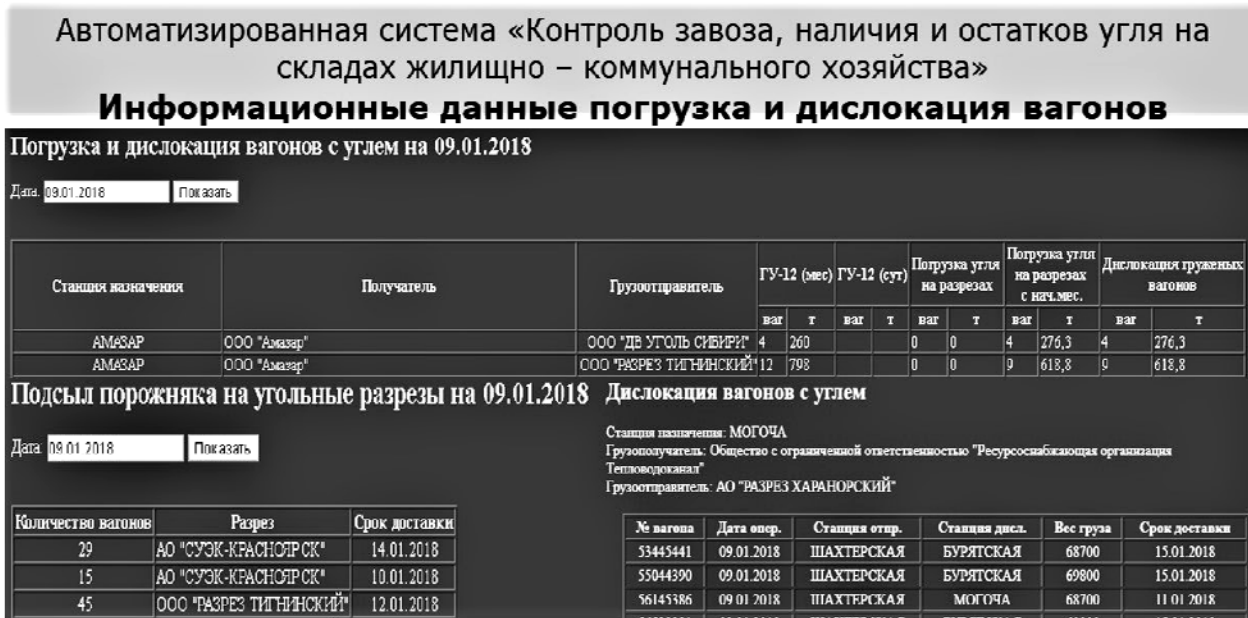 Автоматизированная система «Контроль завоза, наличия и остатков угля на
складах жилищно – коммунального хозяйства»
Информационные данные погрузка и дислокация вагонов
Погрузка и дислокация вагонов с углем на 09.01.2018
Дата: 09.01.2018 Показать
Станция назначения Получатель Грузоотправитель ГУ-12 (мес) ГУ-12 (сут) Погрузка угля на разрезах Погрузка угля на разрезах с нач.мес. Дислокация груженых вагонов
ваг т ваг т ваг т ваг т ваг т
АМАЗАР ООО "Амазар" ООО "ДВ УГОЛЬ СИБИРИ" 4 260 0 0 4 276,3 4 276,3
АМАЗАР ООО "Амазар" ООО "РАЗРЕЗ ТИГНИНСКИЙ" 12 798 0 0 9 618,8 9 618,8
Подсыл порожняка на угольные разрезы на 09.01.2018
Дата: 09.01.2018 Показать
Количество вагонов Разрез Срок доставки
29 АО "СУЭК-КРАСНОЯРСК" 14.01.2018
15 АО "СУЭК-КРАСНОЯРСК" 10.01.2018
45 ООО "РАЗРЕЗ ТИГНИНСКИЙ" 12.01.2018
Дислокация вагонов с углем
Станция назначения: МОГОЧА
Грузополучатель: Общество с ограниченной ответственностью "Ресурсоснабжающая организация
Тепловодоканал"
Грузоотправитель: АО "РАЗРЕЗ ХАРАНОРСКИЙ"
№ вагона Дата опер. Станция отпр. Станция дисл. Вес груза Срок доставки
53445441 09.01.2018 ШАХТЕРСКАЯ БУРЯТСКАЯ 68700 15.01.2018
55044390 09.01.2018 ШАХТЕРСКАЯ БУРЯТСКАЯ 69800 15.01.2018
56145386 09.01.2018 ШАХТЕРСКАЯ МОГОЧА 68700 11.01.2018